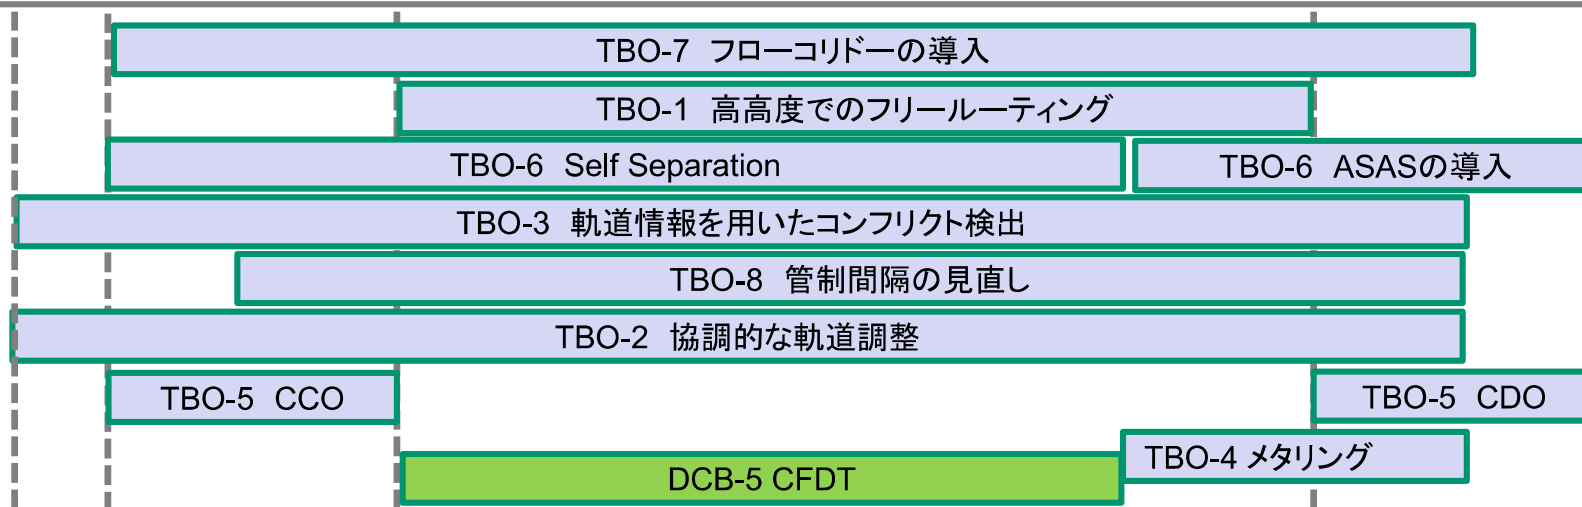 TBO-7 フローコリドーの導入
TBO-1 高高度でのフリールーティング
TBO-6 Self Separation
TBO-6 ASASの導入
TBO-3 軌道情報を用いたコンフリクト検出
TBO-8 管制間隔の見直し
TBO-2 協調的な軌道調整
TBO-5 CCO
TBO-5 CDO
TBO-4 メタリング
DCB-5 CFDT